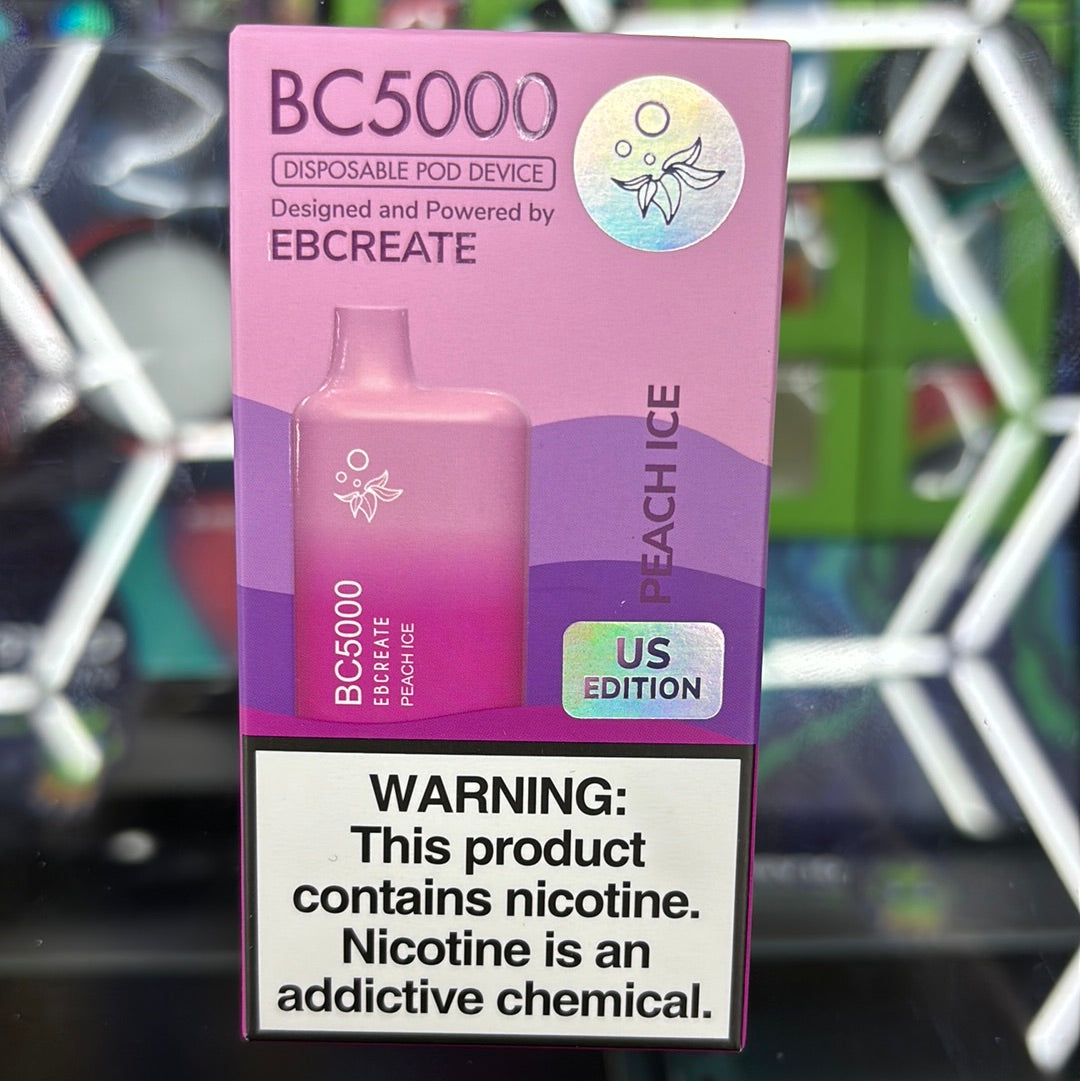 BC5000
DISPOSABLE POD DEVICE
Designed and Powered by
EBCREATE
PEACH ICE
BC5000
EBCREATE
PEACH ICE
US
EDITION
WARNING:
This product
contains nicotine.
Nicotine is an
addictive chemical.